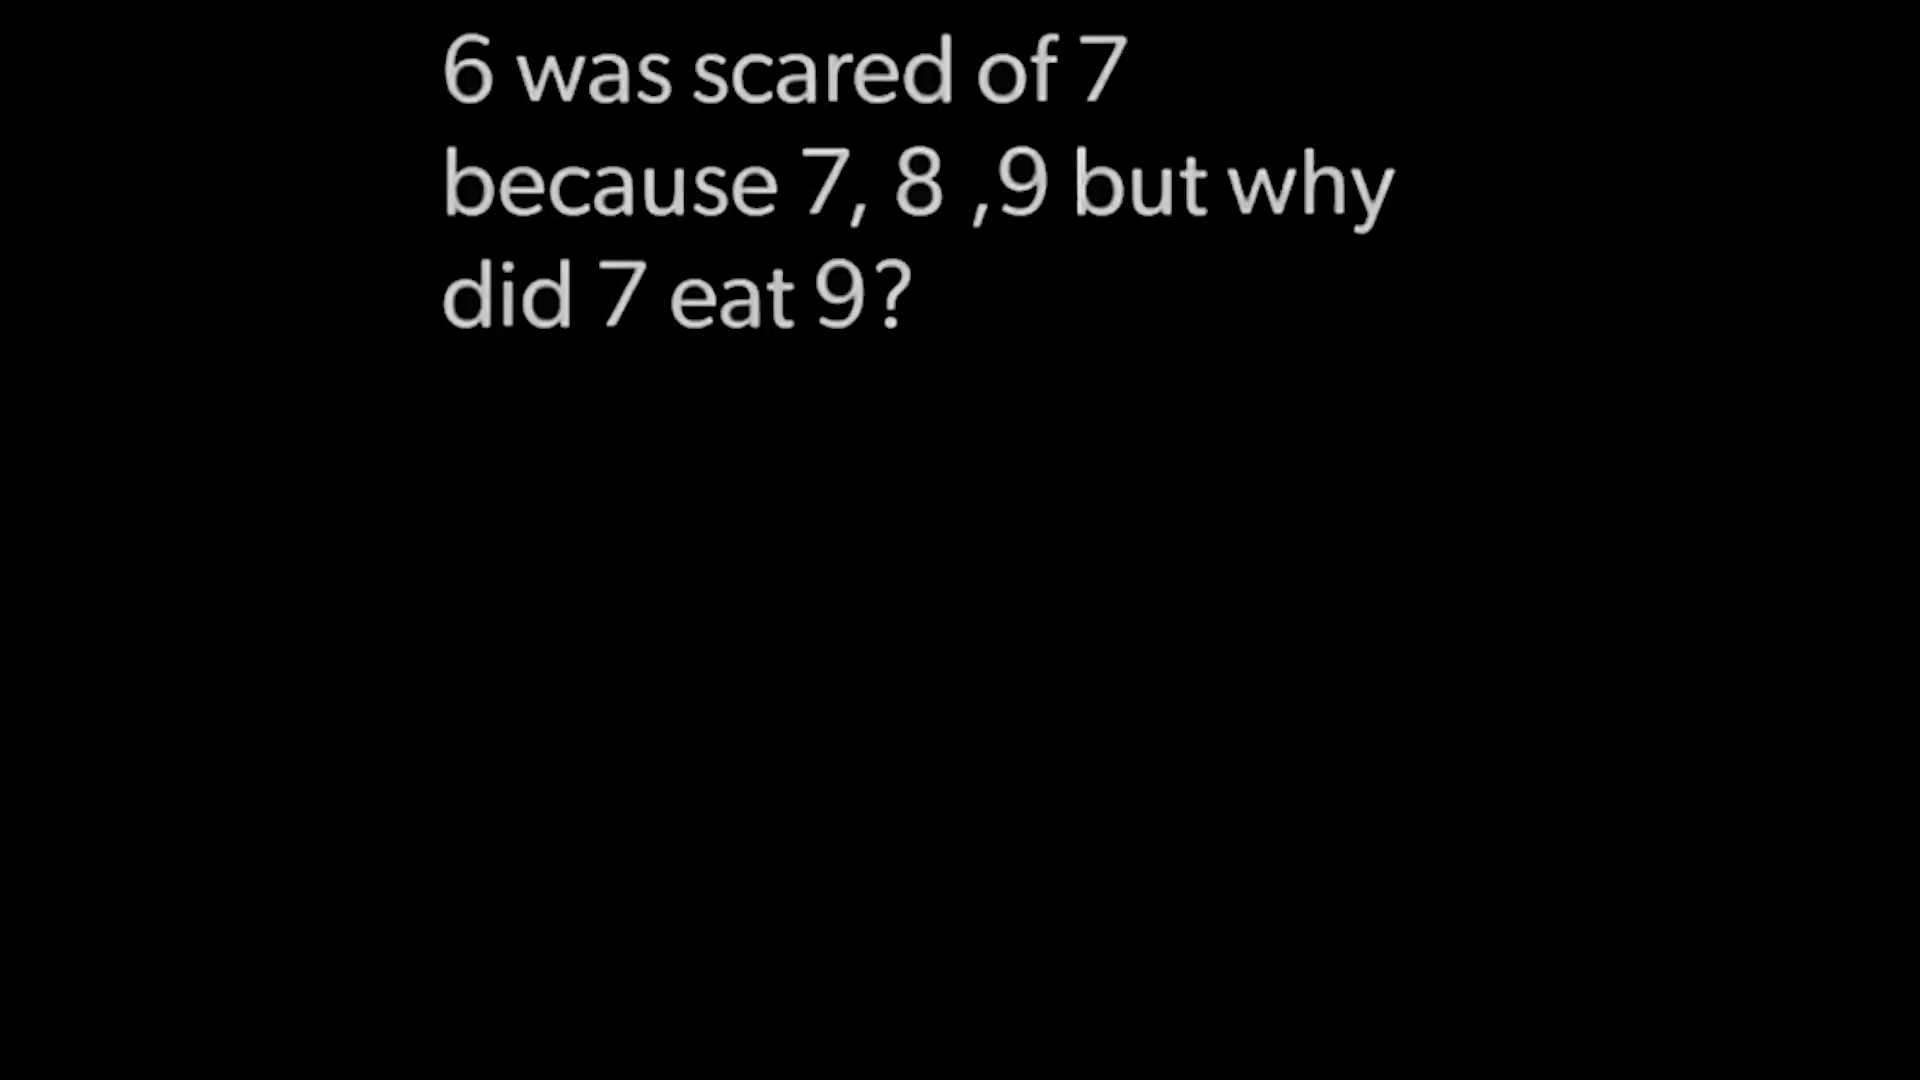 6 was scared of 7
because 7, 8 ,9 but why
did 7 eat 9?